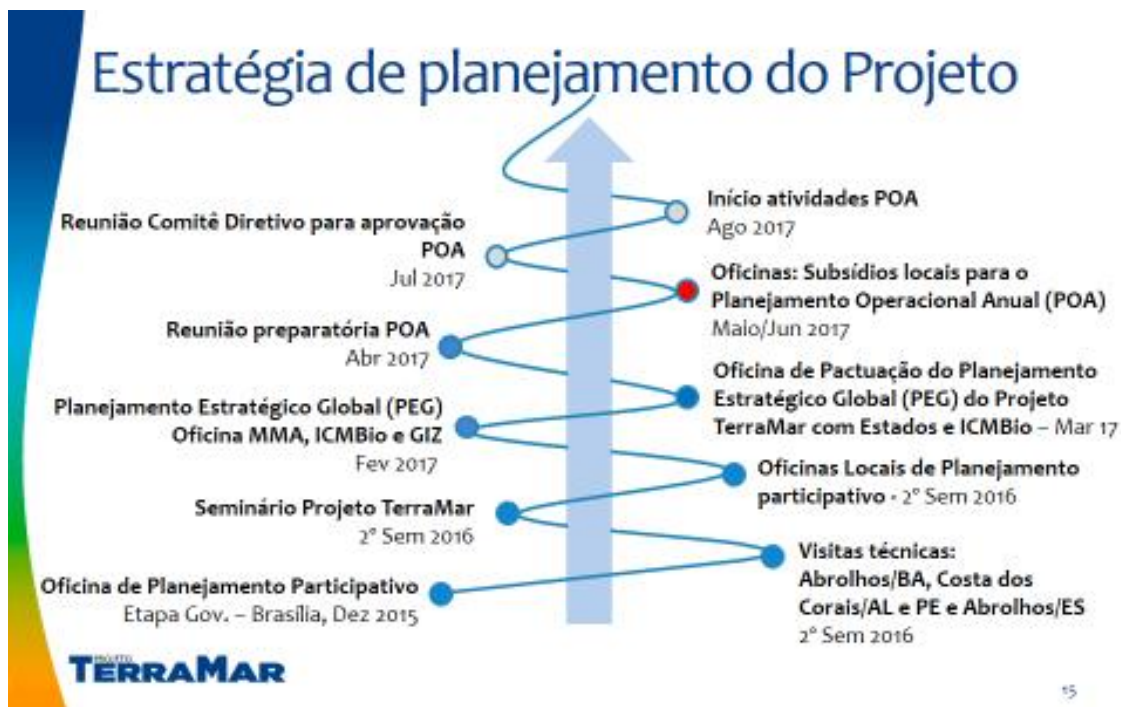 Estratégia de planejamento do Projeto
Início atividades POA
Ago 2017
Reunião Comitê Diretivo para aprovação
POA
Jul 2017
Oficinas: Subsídios locais para o
Planejamento Operacional Anual (POA)
Maio/Jun 2017
Reunião preparatória POA
Abr 2017
Oficina de Pactuação do Planejamento
Estratégico Global (PEG) do Projeto
TerraMar com Estados e ICMBio – Mar 17
Planejamento Estratégico Global (PEG)
Oficina MMA, ICMBio e GIZ
Fev 2017
Oficinas Locais de Planejamento
participativo - 2° Sem 2016
Seminário Projeto TerraMar
2° Sem 2016
Visitas técnicas:
Abrolhos/BA, Costa dos
Corais/AL e PE e Abrolhos/ES
2° Sem 2016
Oficina de Planejamento Participativo
Etapa Gov. – Brasília, Dez 2015
PROJETO
TERRAMAR
15